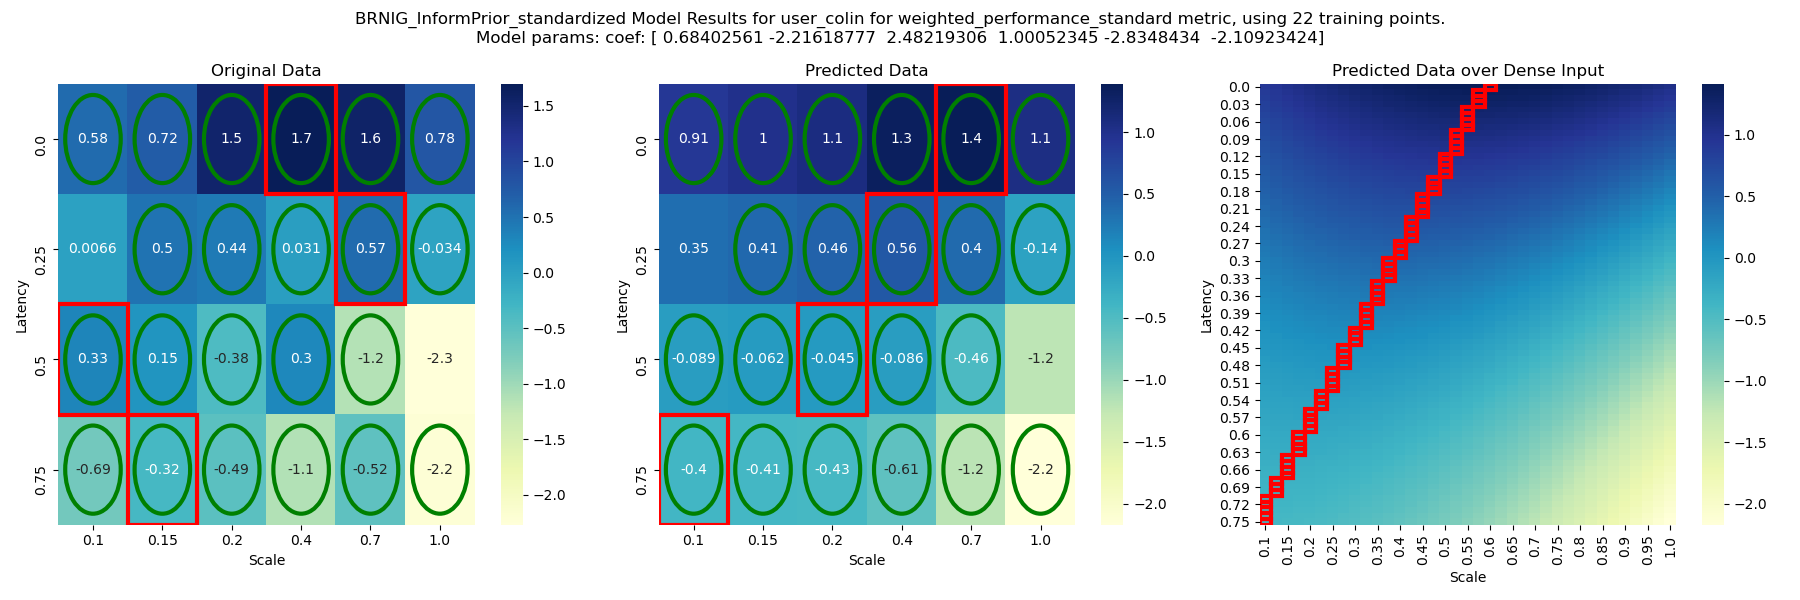 BRNIG_InformPrior_standardized Model Results for user_colin for weighted_performance_standard metric, using 22 training points.
Model params: coef: [ 0.68402561 -2.21618777  2.48219306  1.00052345 -2.8348434  -2.10923424]
Original Data
0.58 0.72 1.5 1.7 1.6 0.78
0.0066 0.5 0.44 0.031 0.57 -0.034
0.33 0.15 -0.38 0.3 -1.2 -2.3
-0.69 -0.32 -0.49 -1.1 -0.52 -2.2
0.0
0.25
0.5
0.75
Latency
0.1 0.15 0.2 0.4 0.7 1.0
Scale
1.5
1.0
0.5
0.0
−0.5
−1.0
−1.5
−2.0
Predicted Data
0.91 1 1.1 1.3 1.4 1.1
0.35 0.41 0.46 0.56 0.4 -0.14
-0.089 -0.062 -0.045 -0.086 -0.46 -1.2
-0.4 -0.41 -0.43 -0.61 -1.2 -2.2
0.0
0.25
0.5
0.75
Latency
0.1 0.15 0.2 0.4 0.7 1.0
Scale
1.0
0.5
0.0
−0.5
−1.0
−1.5
−2.0
Predicted Data over Dense Input
0.0
0.03
0.06
0.09
0.12
0.15
0.18
0.21
0.24
0.27
0.3
0.33
0.36
0.39
0.42
0.45
0.48
0.51
0.54
0.57
0.6
0.63
0.66
0.69
0.72
0.75
Latency
0.1 0.15 0.2 0.25 0.3 0.35 0.4 0.45 0.5 0.55 0.6 0.65 0.7 0.75 0.8 0.85 0.9 0.95 1.0
Scale
1.0
0.5
0.0
−0.5
−1.0
−1.5
−2.0